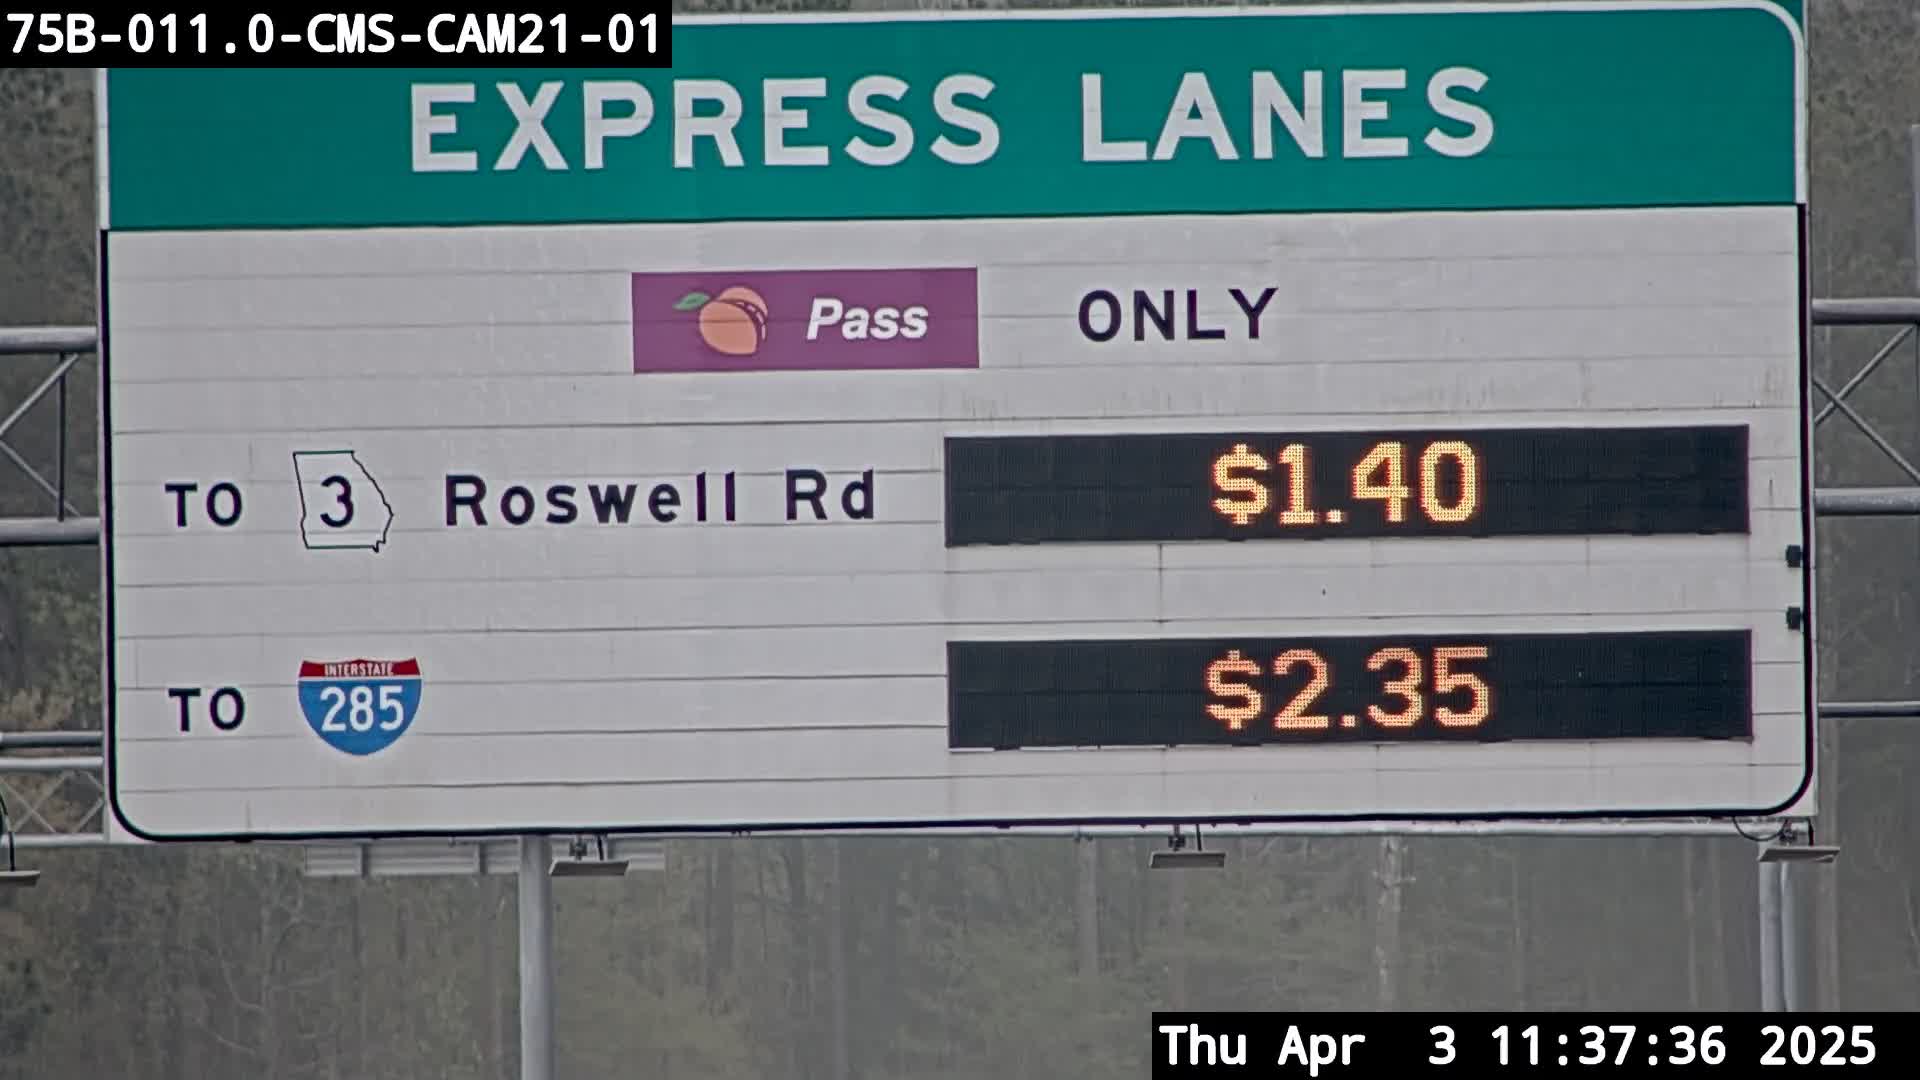 75B-011.0-CMS-CAM21-01
EXPRESS LANES
Pass ONLY
TO 3 Roswell Rd $1.40
TO INTERSTATE 285 $2.35
Thu Apr 3 11:37:36 2025